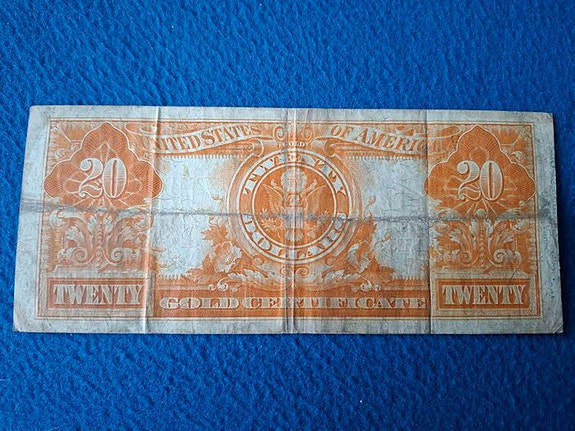 UNITED STATES OF AMERICA
20
20
TWENTY
DOLLARS
TWENTY
GOLD CERTIFICATE
TWENTY